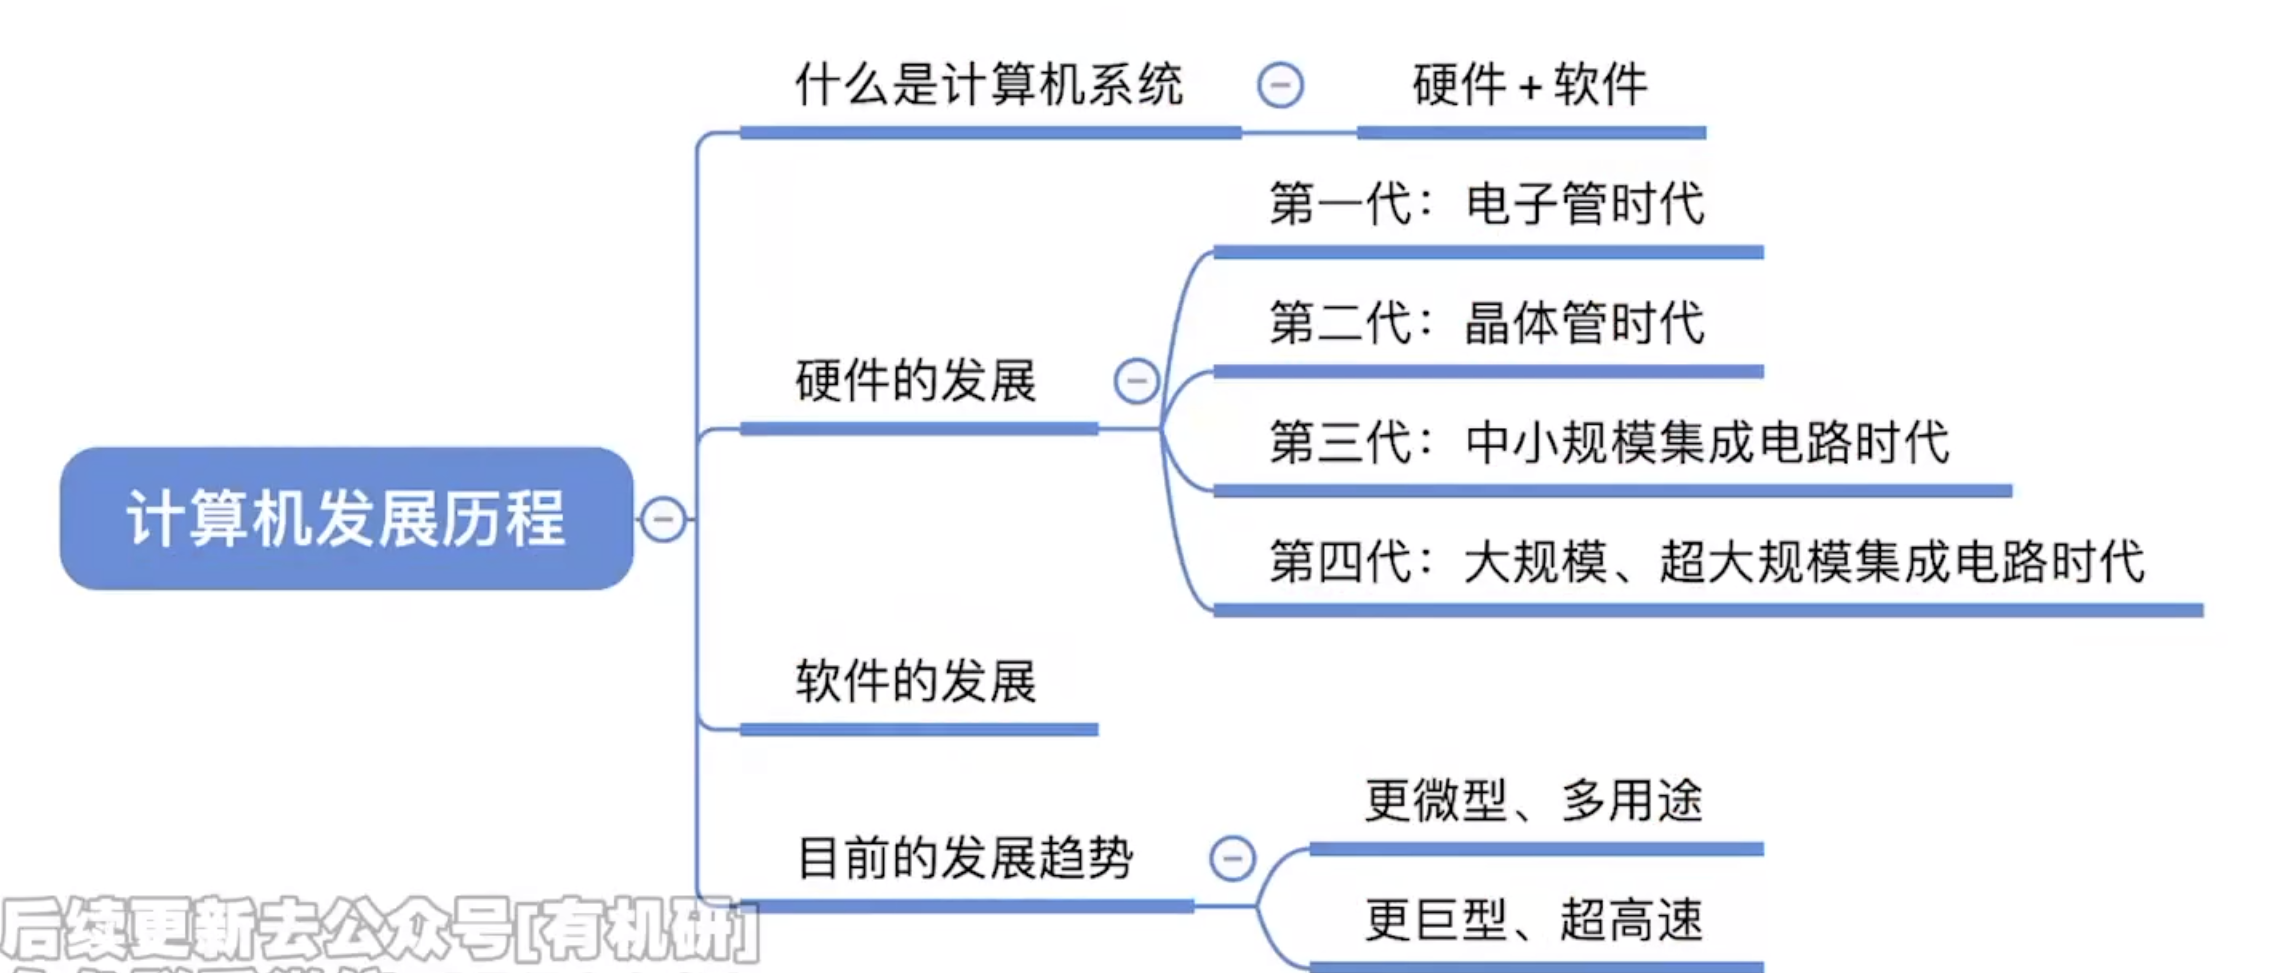 什么是计算机系统
硬件+软件
第一代：电子管时代
第二代：晶体管时代
硬件的发展
第三代：中小规模集成电路时代
计算机发展历程
第四代：大规模、超大规模集成电路时代
软件的发展
更微型、多用途
目前的发展趋势
更巨型、超高速
后续更新去公众号[有机研]